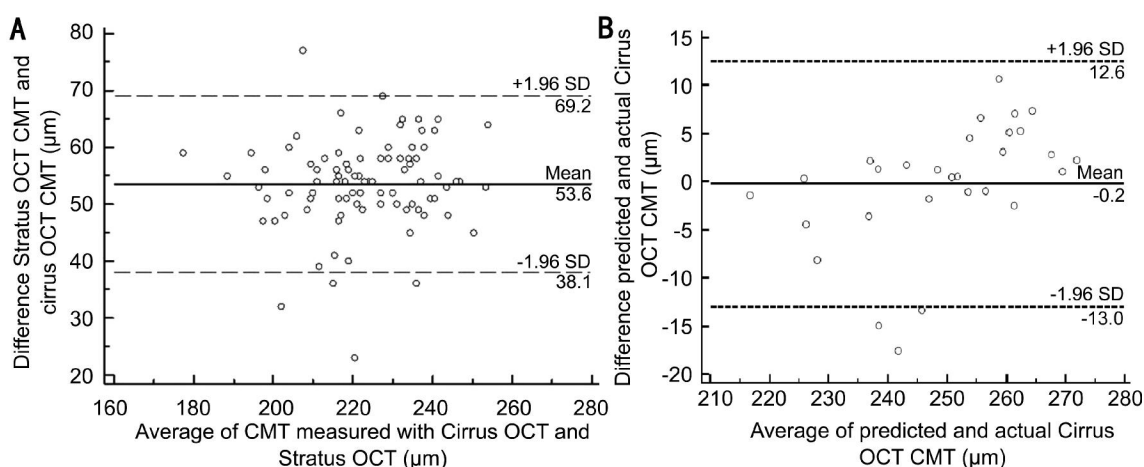 A
Difference Stratus OCT CMT and
cirrus OCT CMT (µm)
80
70
60
50
40
30
20
+1.96 SD
69.2
Mean
53.6
-1.96 SD
38.1
160
180
200
220
240
260
280
Average of CMT measured with Cirrus OCT and
Stratus OCT (µm)
B
Difference predicted and actual Cirrus
OCT CMT (µm)
15
10
5
0
-5
-10
-15
-20
+1.96 SD
12.6
Mean
-0.2
-1.96 SD
-13.0
210
220
230
240
250
260
270
280
Average of predicted and actual Cirrus
OCT CMT (µm)